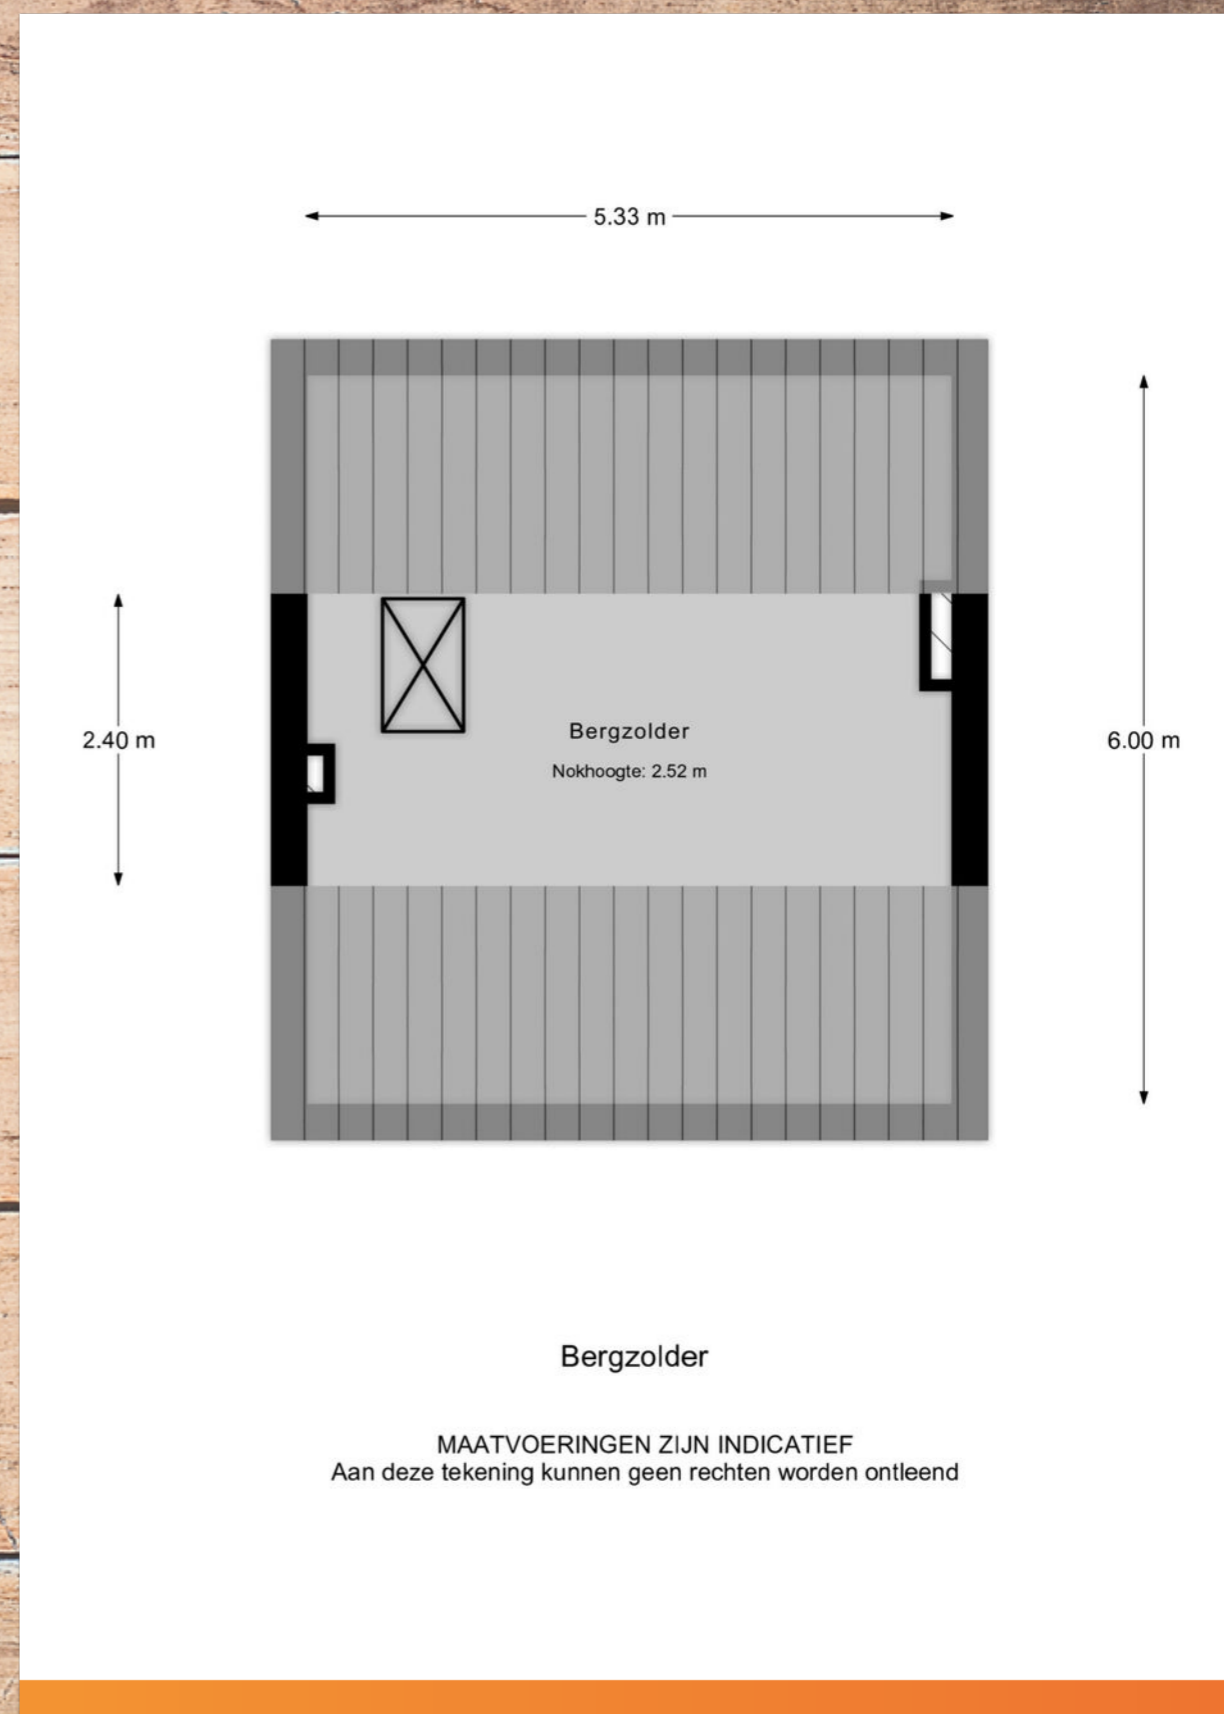 5.33 m
2.40 m
6.00 m
Bergzolder
Nokhoogte: 2.52 m
Bergzolder
MAATVOERINGEN ZIJN INDICATIEF
Aan deze tekening kunnen geen rechten worden ontleend